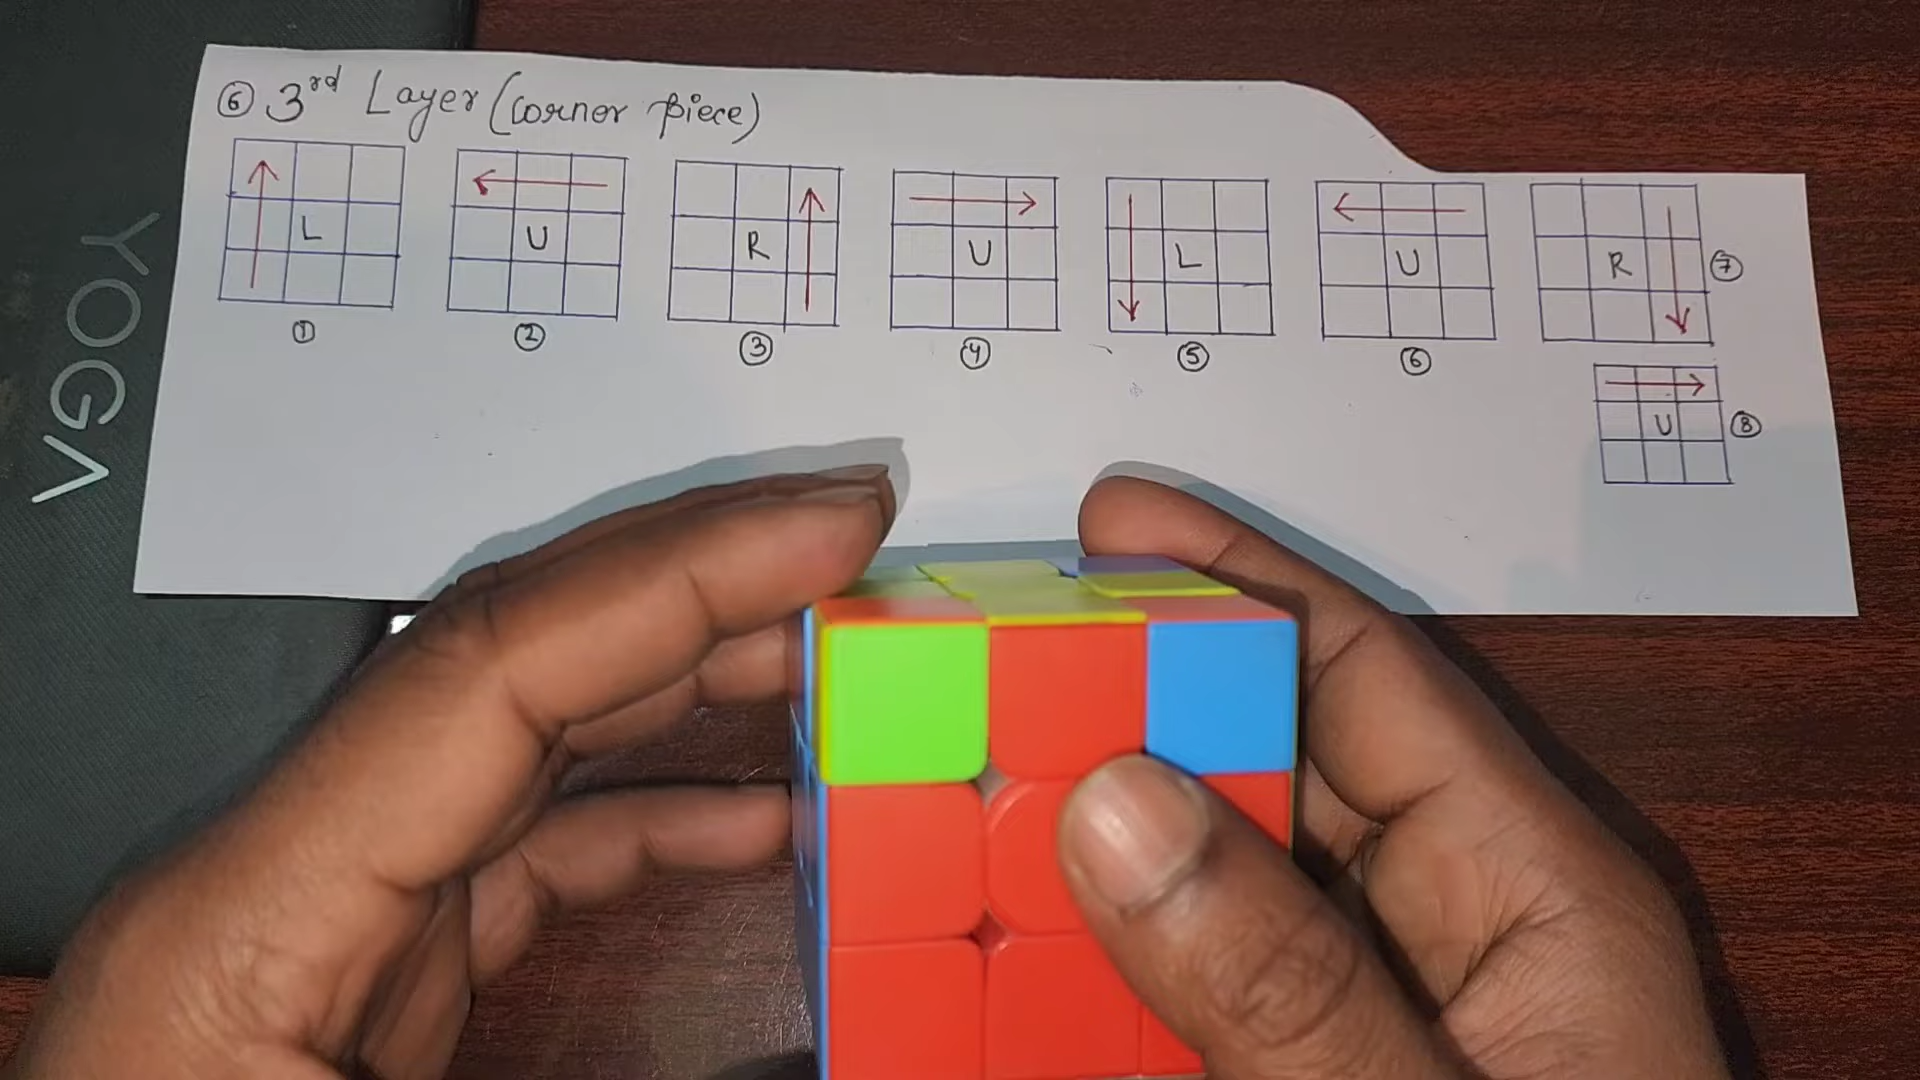 ⑥ 3rd Layer (corner piece)
L
U
R
U
L
U
R ⑦
① ② ③ ④ ⑤ ⑥
U ⑧
YOGA